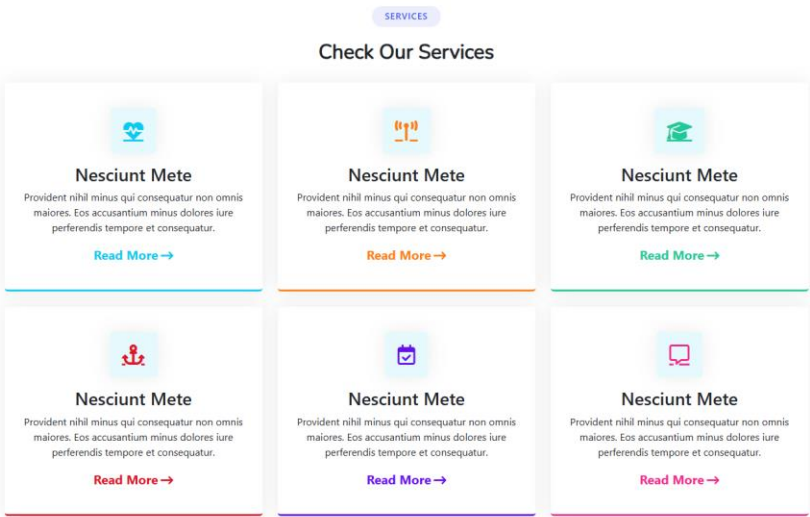 SERVICES
Check Our Services
Nesciunt Mete
Provident nihil minus qui consequatur non omnis
maiores. Eos accusantium minus dolores iure
perferendis tempore et consequatur.
Read More→
Nesciunt Mete
Provident nihil minus qui consequatur non omnis
maiores. Eos accusantium minus dolores iure
perferendis tempore et consequatur.
Read More→
Nesciunt Mete
Provident nihil minus qui consequatur non omnis
maiores. Eos accusantium minus dolores iure
perferendis tempore et consequatur.
Read More→
Nesciunt Mete
Provident nihil minus qui consequatur non omnis
maiores. Eos accusantium minus dolores iure
perferendis tempore et consequatur.
Read More→
Nesciunt Mete
Provident nihil minus qui consequatur non omnis
maiores. Eos accusantium minus dolores iure
perferendis tempore et consequatur.
Read More→
Nesciunt Mete
Provident nihil minus qui consequatur non omnis
maiores. Eos accusantium minus dolores iure
perferendis tempore et consequatur.
Read More→